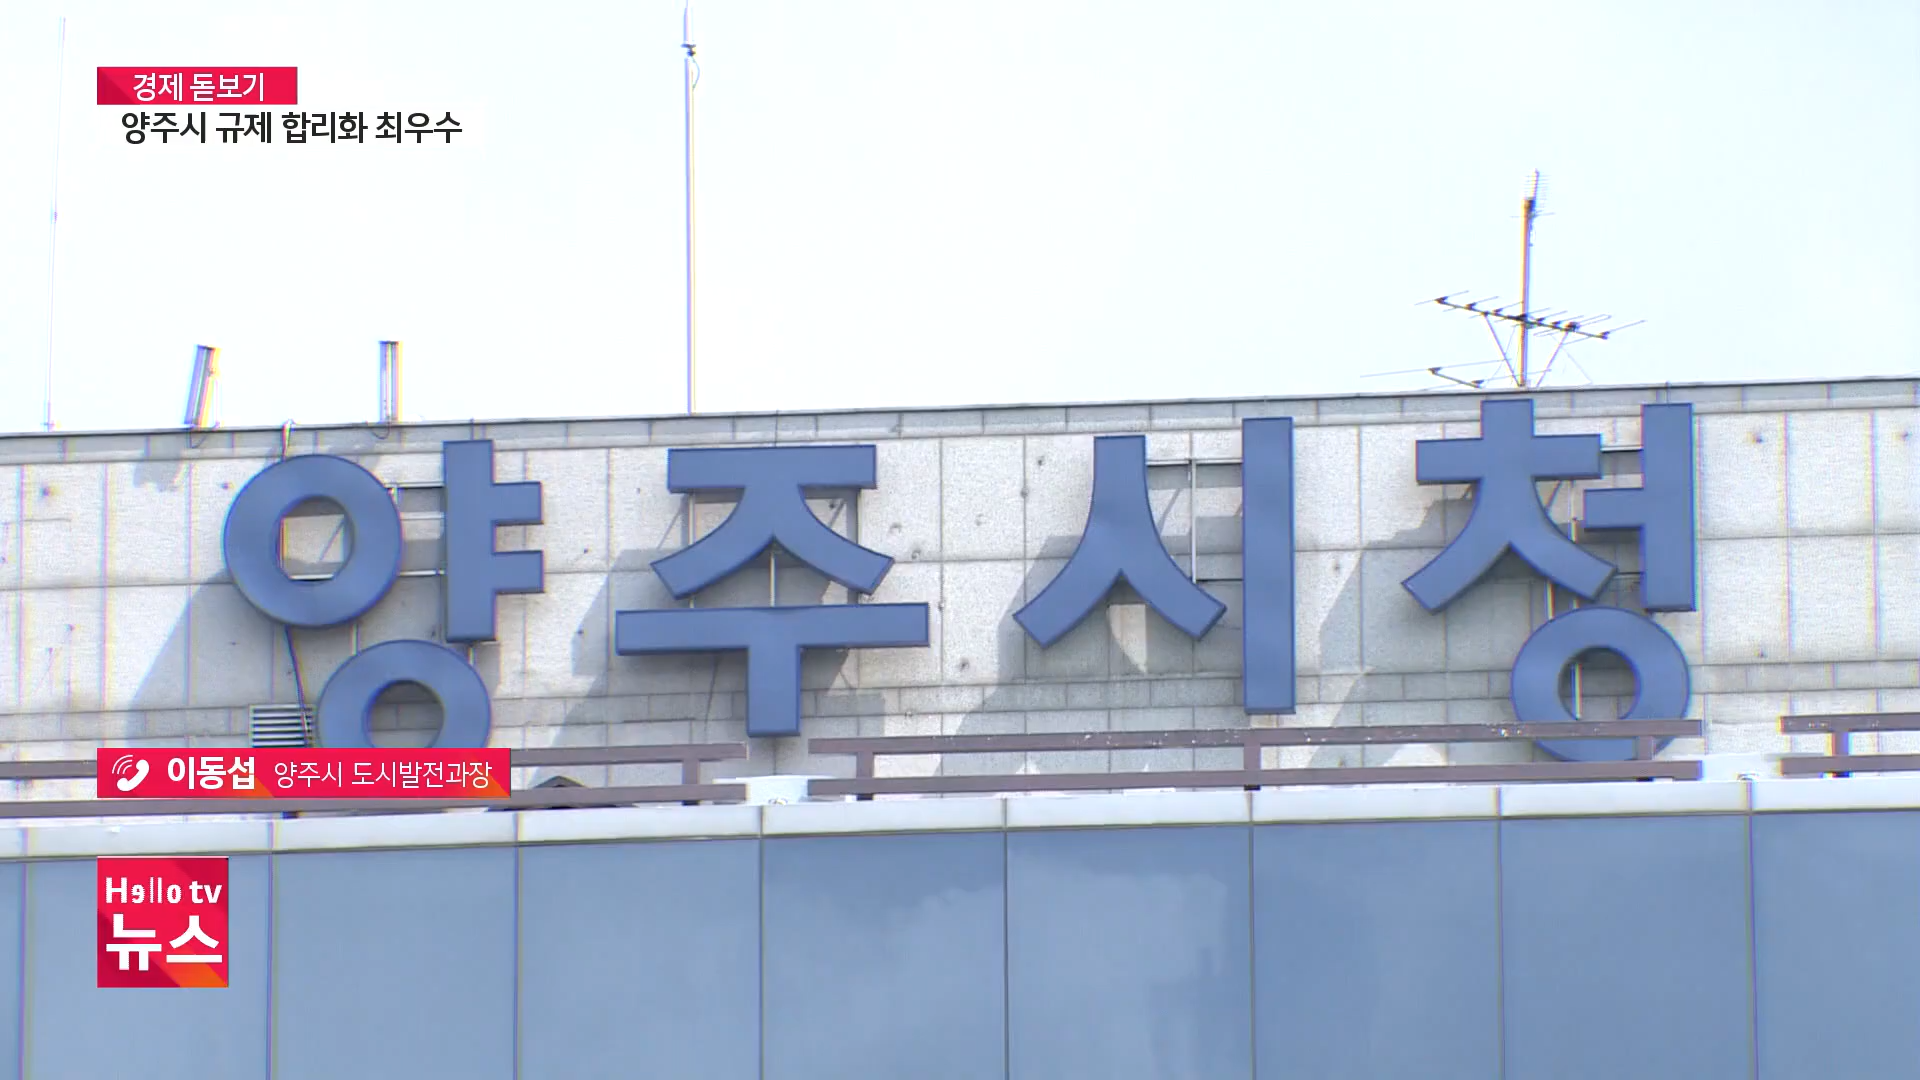 경제 돋보기
양주시 규제 합리화 최우수
양주시청
이동섭 양주시 도시발전과장
Hello tv
뉴스